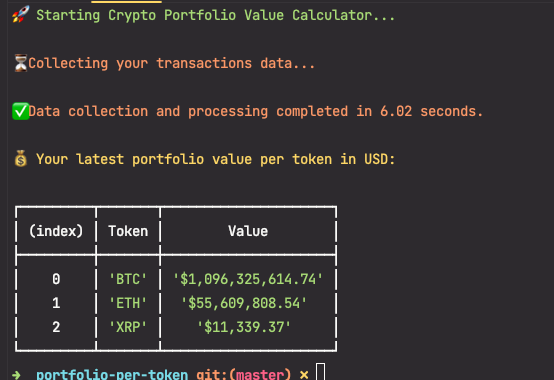 🚀 Starting Crypto Portfolio Value Calculator...
⏳Collecting your transactions data...
✅Data collection and processing completed in 6.02 seconds.
💰 Your latest portfolio value per token in USD:
(index) Token Value
0 'BTC' '$1,096,325,614.74'
1 'ETH' '$55,609,808.54'
2 'XRP' '$11,339.37'
→ portfolio-per-token git:(master) ×